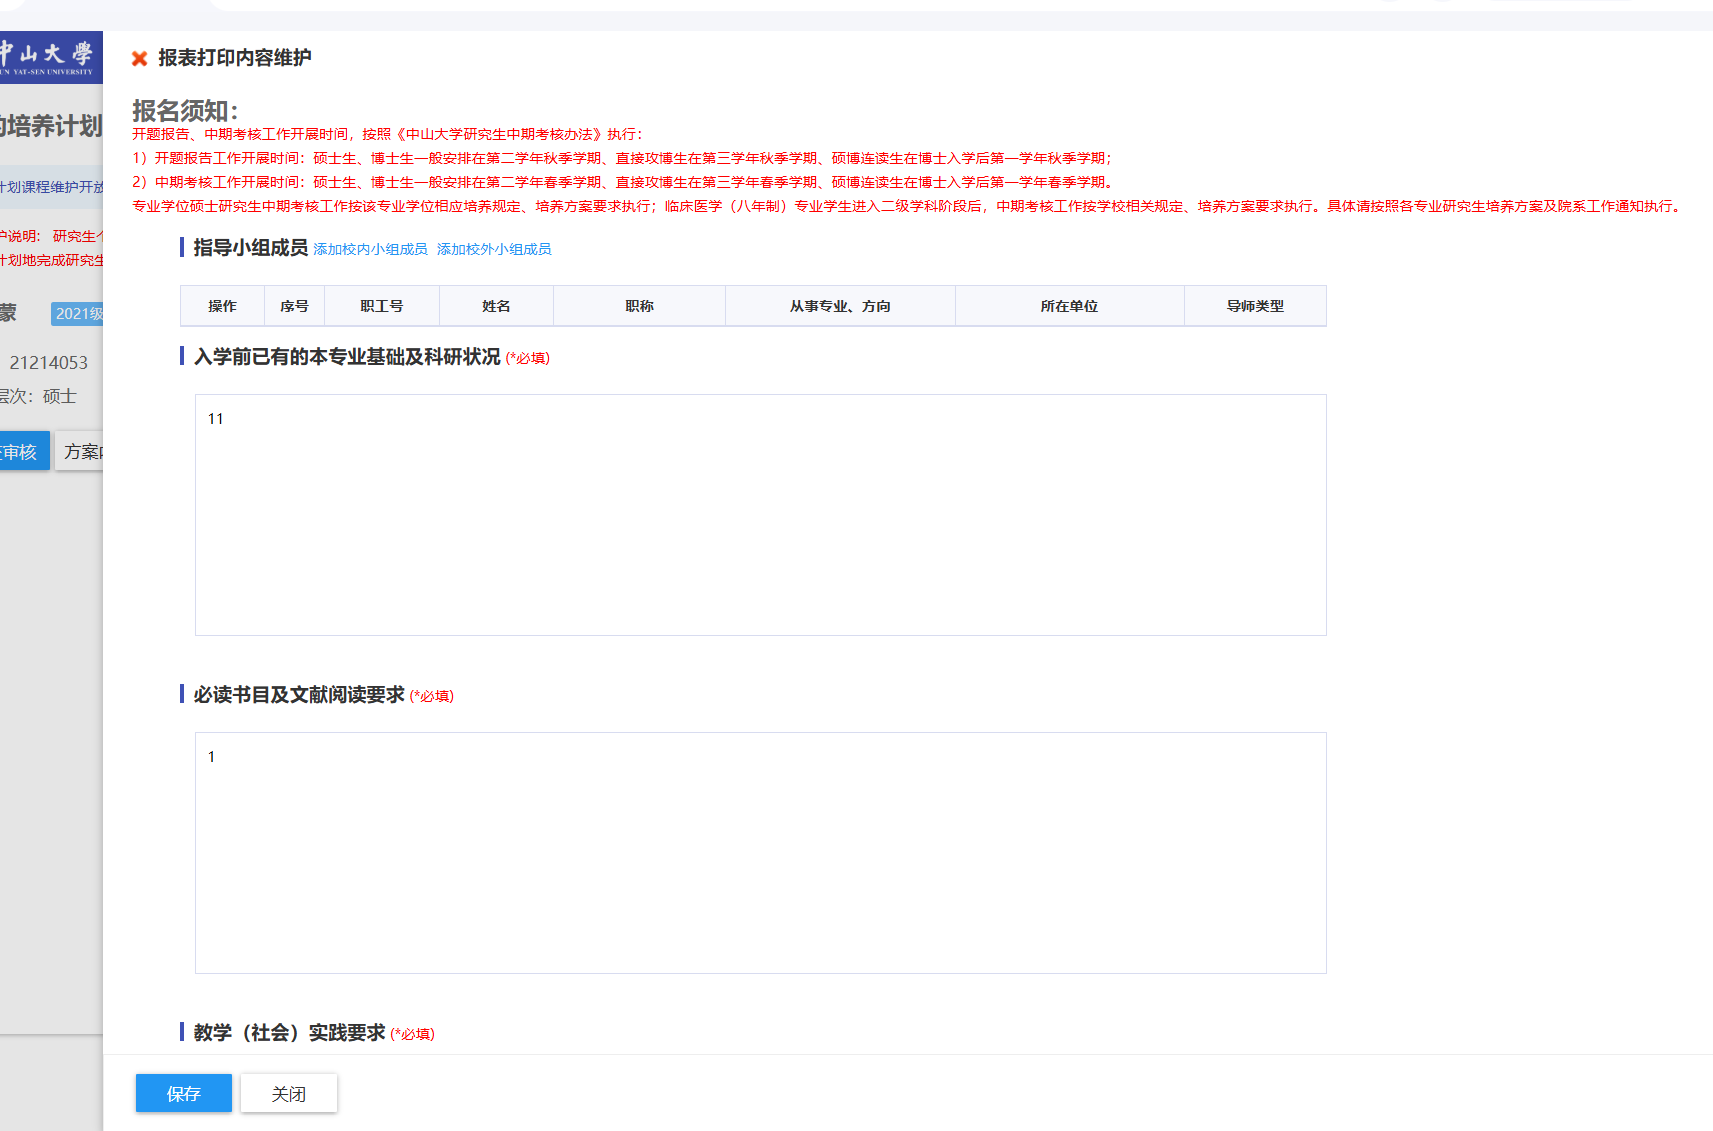 中山大學
UN YAT-SEN UNIVERSITY
报表打印内容维护
报名须知：
开题报告、中期考核工作开展时间，按照《中山大学研究生中期考核办法》执行：
1）开题报告工作开展时间：硕士生、博士生一般安排在第二学年秋季学期、直接攻博生在第三学年秋季学期、硕博连读生在博士入学后第一学年秋季学期；
2）中期考核工作开展时间：硕士生、博士生一般安排在第二学年春季学期、直接攻博生在第三学年春季学期、硕博连读生在博士入学后第一学年春季学期。
专业学位硕士研究生中期考核工作按该专业学位相应培养规定、培养方案要求执行；临床医学（八年制）专业学生进入二级学科阶段后，中期考核工作按学校相关规定、培养方案要求执行。具体请按照各专业研究生培养方案及院系工作通知执行。
的培养计划
计划课程维护开放
护说明： 研究生个
计划地完成研究生
蒙 2021级
21214053
层次：硕士
审核 方案
指导小组成员 添加校内小组成员 添加校外小组成员
操作 序号 职工号 姓名 职称 从事专业、方向 所在单位 导师类型
入学前已有的本专业基础及科研状况 (*必填)
11
必读书目及文献阅读要求 (*必填)
1
教学（社会）实践要求 (*必填)
保存 关闭